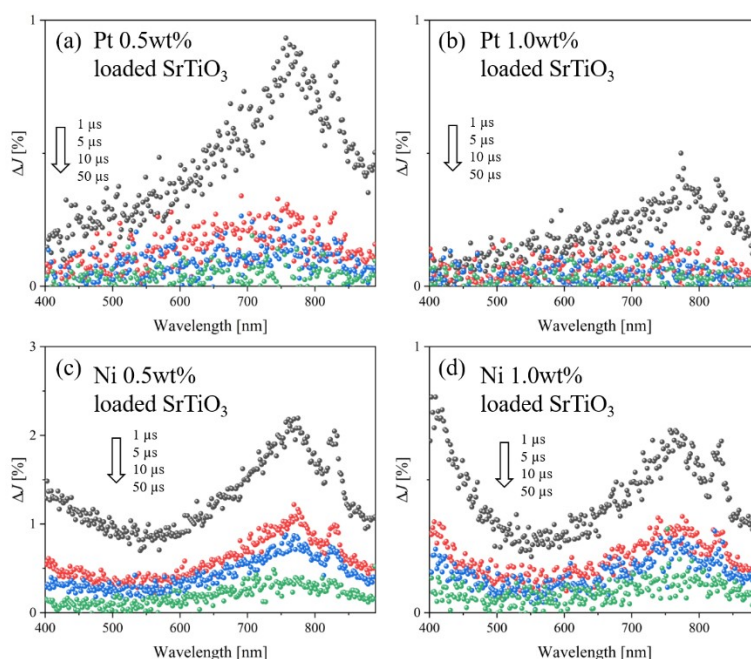 (a) Pt 0.5wt%
loaded SrTiO₃
1 μs
5 μs
10 μs
50 μs
1
0
ΔJ [%]
400 500 600 700 800
Wavelength [nm]
(b) Pt 1.0wt%
loaded SrTiO₃
1 μs
5 μs
10 μs
50 μs
1
0
ΔJ [%]
400 500 600 700 800
Wavelength [nm]
(c) Ni 0.5wt%
loaded SrTiO₃
1 μs
5 μs
10 μs
50 μs
3
2
1
0
ΔJ [%]
400 500 600 700 800
Wavelength [nm]
(d) Ni 1.0wt%
loaded SrTiO₃
1 μs
5 μs
10 μs
50 μs
1
0
ΔJ [%]
400 500 600 700 800
Wavelength [nm]